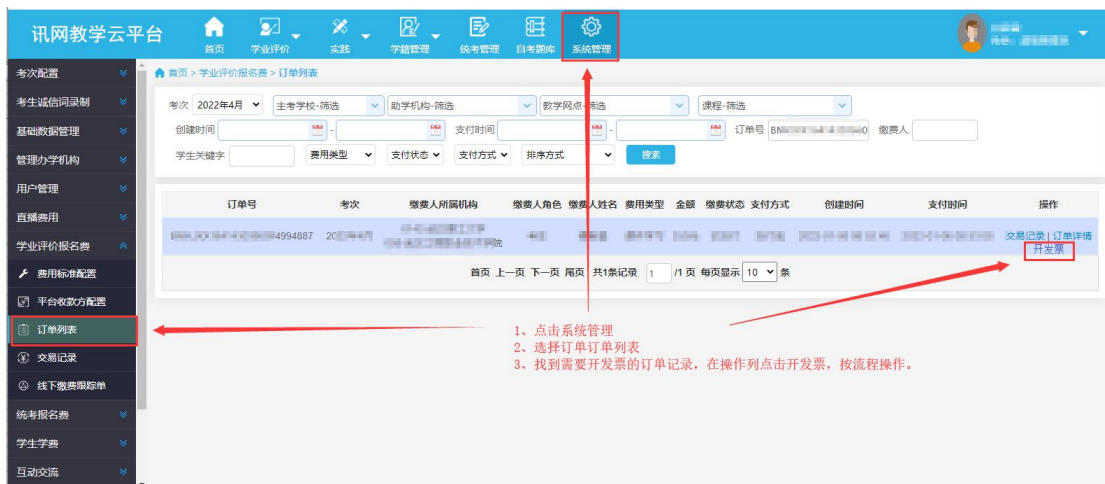 讯网教学云平台
首页 学业评价 实践 学籍管理 统考管理 自考题库 系统管理
首页 > 学业评价报名费 > 订单列表
考次配置
考生诚信词录制
基础数据管理
管理办学机构
用户管理
直播费用
学业评价报名费
费用标准配置
平台收款方配置
订单列表
交易记录
线下缴费跟踪单
统考报名费
学生学费
互动交流
考次 2022年4月 主考学校-筛选 助学机构-筛选 教学网点-筛选 课程-筛选
创建时间 - 支付时间 - 订单号 BN 0 缴费人
学生关键字 费用类型 支付状态 支付方式 排序方式 搜索
订单号 考次 缴费人所属机构 缴费人角色 缴费人姓名 费用类型 金额 缴费状态 支付方式 创建时间 支付时间 操作
4994887 20 院 交易记录 | 订单详情
开发票
首页 上一页 下一页 尾页 共1条记录 1 /1 页 每页显示 10 条
1、点击系统管理
2、选择订单订单列表
3、找到需要开发票的订单记录，在操作列点击开发票，按流程操作。